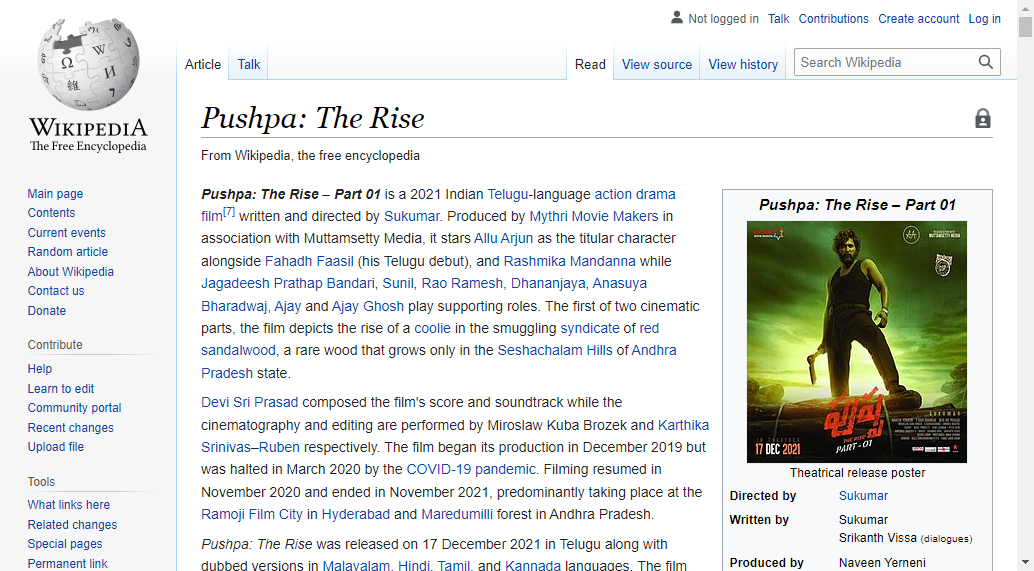 Not logged in Talk Contributions Create account Log in
Article Talk Read View source View history Search Wikipedia
WIKIPEDIA
The Free Encyclopedia
Main page
Contents
Current events
Random article
About Wikipedia
Contact us
Donate
Contribute
Help
Learn to edit
Community portal
Recent changes
Upload file
Tools
What links here
Related changes
Special pages
Permanent link
Pushpa: The Rise
From Wikipedia, the free encyclopedia
Pushpa: The Rise – Part 01 is a 2021 Indian Telugu-language action drama
film[7] written and directed by Sukumar. Produced by Mythri Movie Makers in
association with Muttamsetty Media, it stars Allu Arjun as the titular character
alongside Fahadh Faasil (his Telugu debut), and Rashmika Mandanna while
Jagadeesh Prathap Bandari, Sunil, Rao Ramesh, Dhananjaya, Anasuya
Bharadwaj, Ajay and Ajay Ghosh play supporting roles. The first of two cinematic
parts, the film depicts the rise of a coolie in the smuggling syndicate of red
sandalwood, a rare wood that grows only in the Seshachalam Hills of Andhra
Pradesh state.
Devi Sri Prasad composed the film's score and soundtrack while the
cinematography and editing are performed by Miroslaw Kuba Brozek and Karthika
Srinivas–Ruben respectively. The film began its production in December 2019 but
was halted in March 2020 by the COVID-19 pandemic. Filming resumed in
November 2020 and ended in November 2021, predominantly taking place at the
Ramoji Film City in Hyderabad and Maredumilli forest in Andhra Pradesh.
Pushpa: The Rise was released on 17 December 2021 in Telugu along with
dubbed versions in Malayalam, Hindi, Tamil, and Kannada languages. The film
Pushpa: The Rise – Part 01
MUTTAMSETTY MEDIA
పుష్ప
THE RISE
PART-01
IN THEATRES
17 DEC 2021
Theatrical release poster
Directed by Sukumar
Written by Sukumar
Srikanth Vissa (dialogues)
Produced by Naveen Yerneni